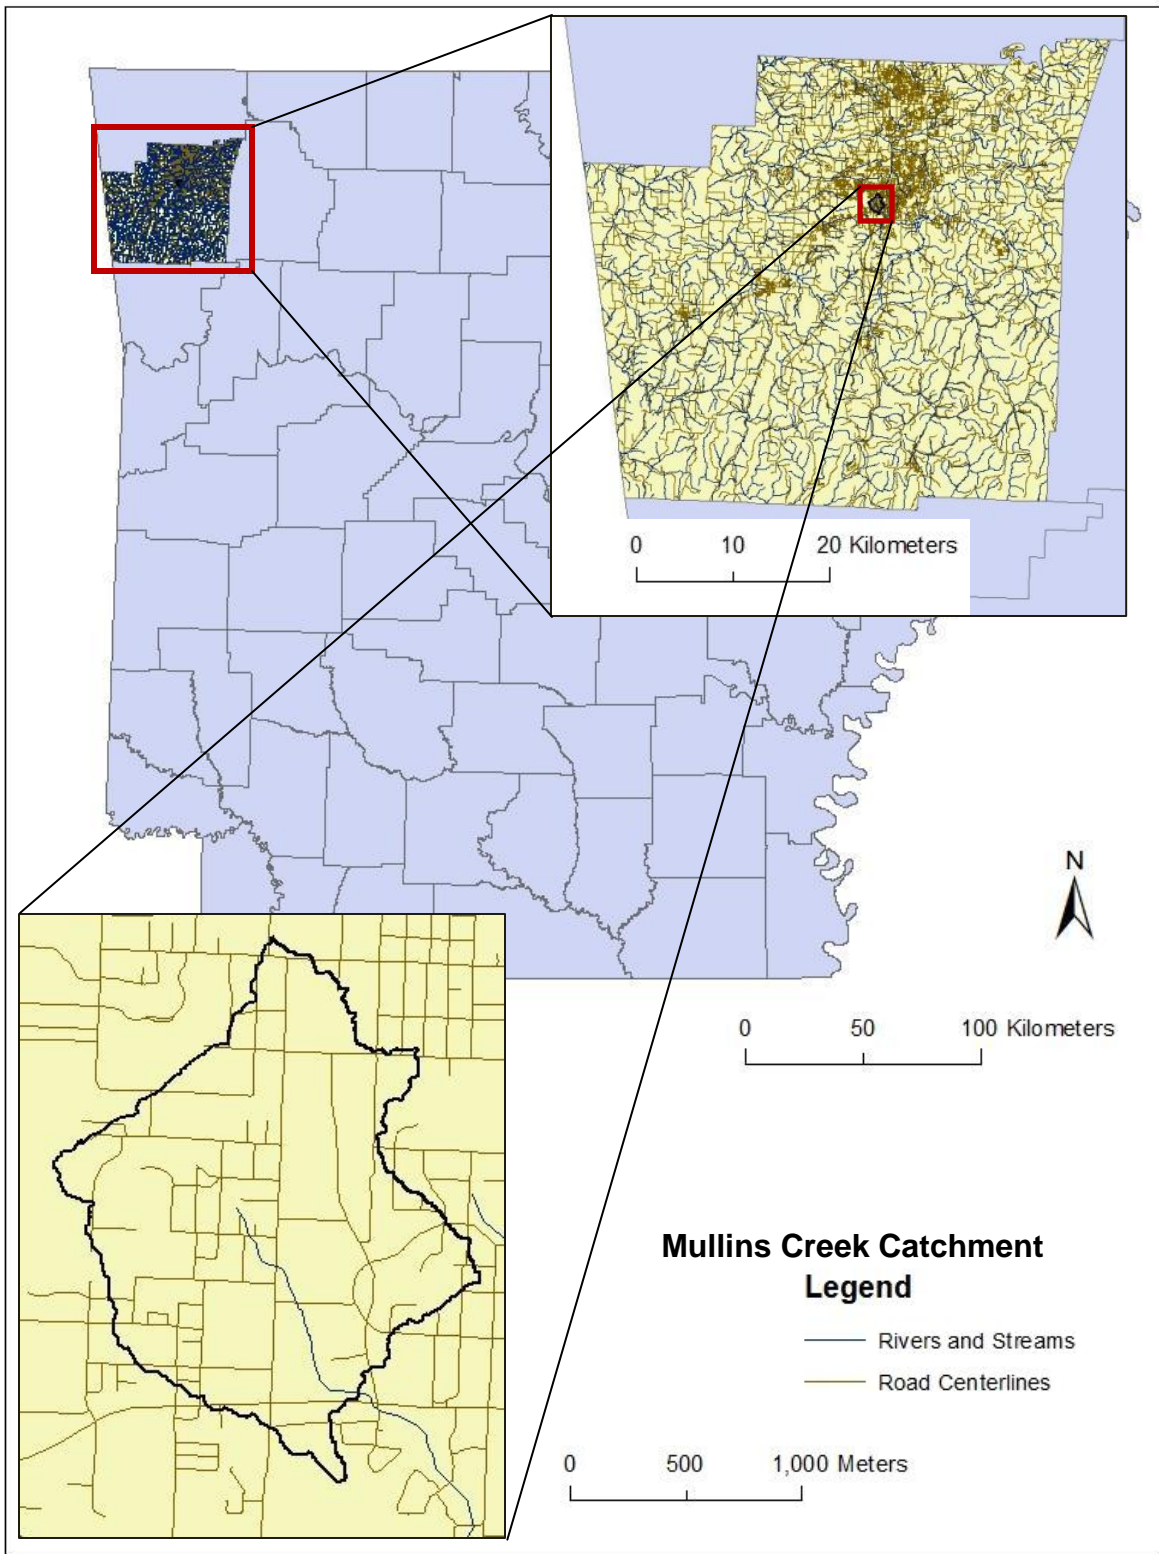 0 10 20 Kilometers
N
0 50 100 Kilometers
Mullins Creek Catchment
Legend
Rivers and Streams
Road Centerlines
0 500 1,000 Meters